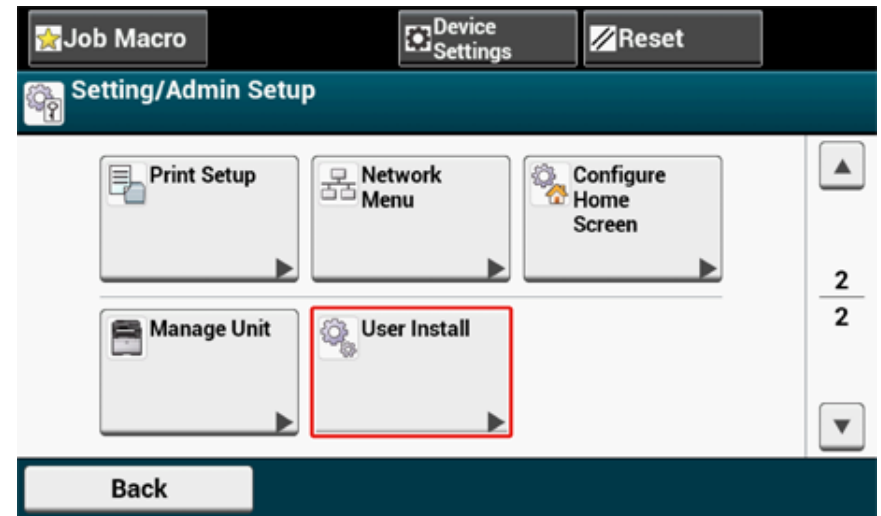 Job Macro
Device
Settings
Reset
Setting/Admin Setup
Print Setup
Network
Menu
Configure
Home
Screen
2
2
Manage Unit
User Install
Back